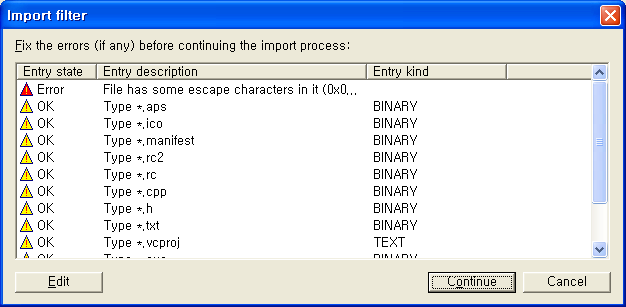 Import filter
Fix the errors (if any) before continuing the import process:
Entry state Entry description Entry kind
Error File has some escape characters in it (0x0...
OK Type *.aps BINARY
OK Type *.ico BINARY
OK Type *.manifest BINARY
OK Type *.rc2 BINARY
OK Type *.rc BINARY
OK Type *.cpp BINARY
OK Type *.h BINARY
OK Type *.txt BINARY
OK Type *.vcproj TEXT
Edit Continue Cancel